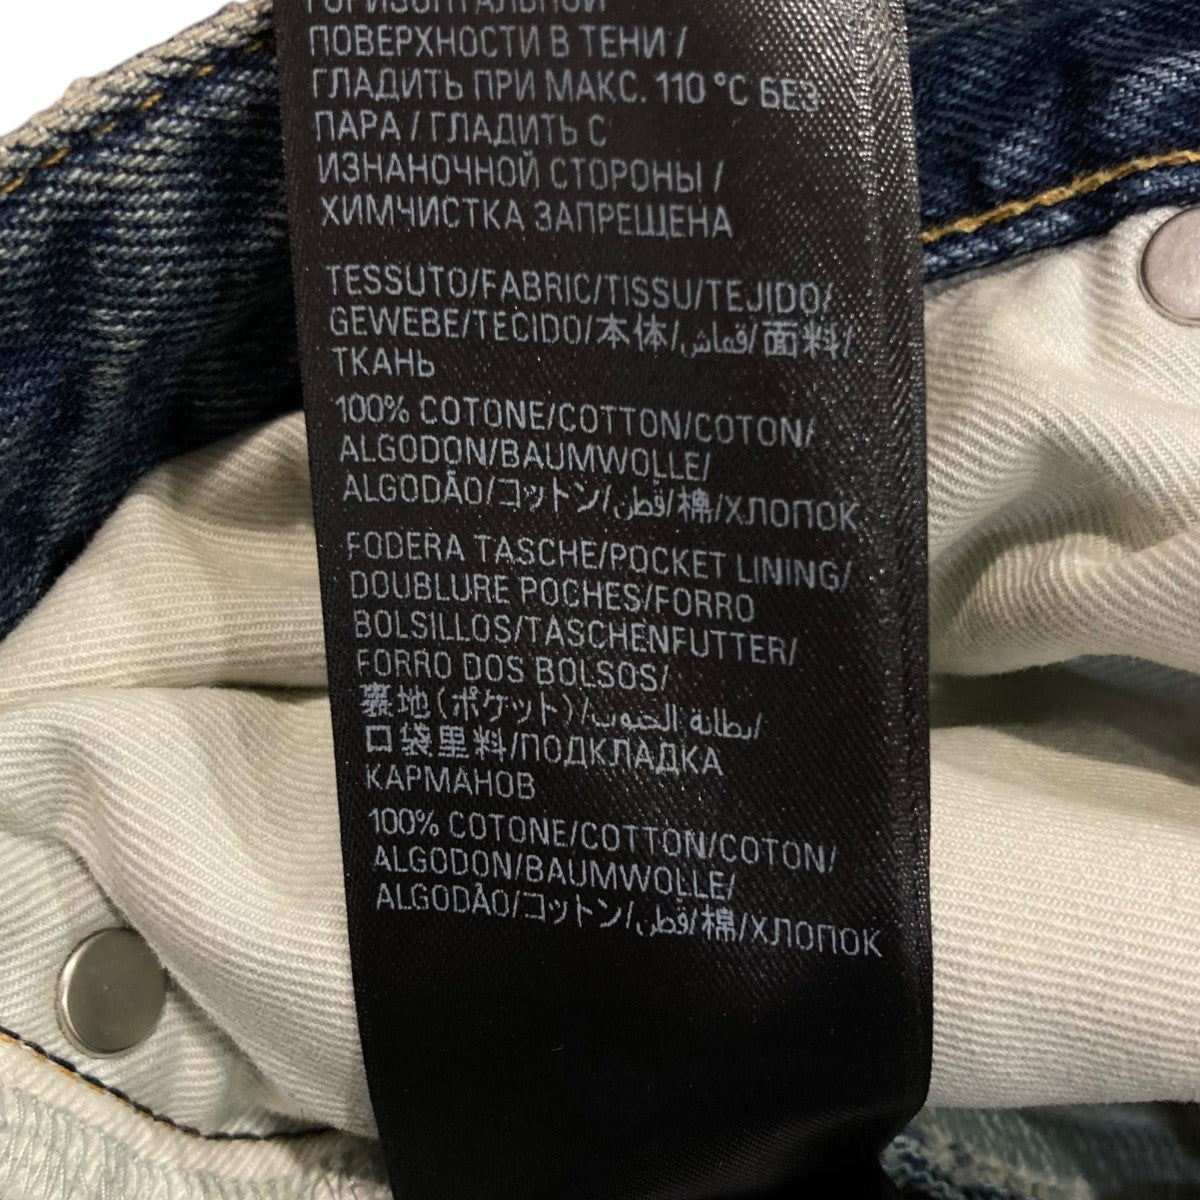 ГОРИЗОНТАЛЬНОЙ
ПОВЕРХНОСТИ В ТЕНИ /
ГЛАДИТЬ ПРИ МАКС. 110 °C БЕЗ
ПАРА / ГЛАДИТЬ С
ИЗНАНОЧНОЙ СТОРОНЫ /
ХИМЧИСТКА ЗАПРЕЩЕНА
TESSUTO/FABRIC/TISSU/TEJIDO/
GEWEBE/TECIDO/本体/قماش/面料/
ТКАНЬ
100% COTONE/COTTON/COTON/
ALGODON/BAUMWOLLE/
ALGODÃO/コットン/قطن/棉/ХЛОПОК
FODERA TASCHE/POCKET LINING/
DOUBLURE POCHES/FORRO
BOLSILLOS/TASCHENFUTTER/
FORRO DOS BOLSOS/
裏地(ポケット)/بطانة الجيوب/
口袋里料/ПОДКЛАДКА
КАРМАНОВ
100% COTONE/COTTON/COTON/
ALGODON/BAUMWOLLE/
ALGODÃO/コットン/قطن/棉/ХЛОПОК